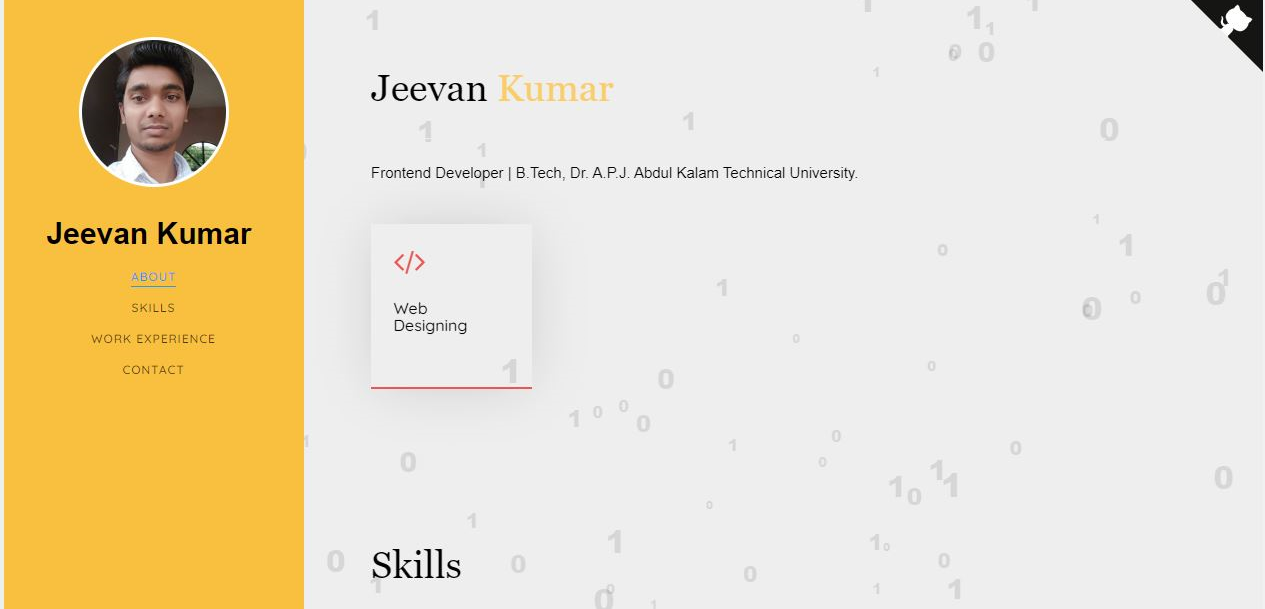 Jeevan Kumar
ABOUT
SKILLS
WORK EXPERIENCE
CONTACT
Jeevan Kumar
Frontend Developer | B.Tech, Dr. A.P.J. Abdul Kalam Technical University.
</>
Web
Designing
Skills